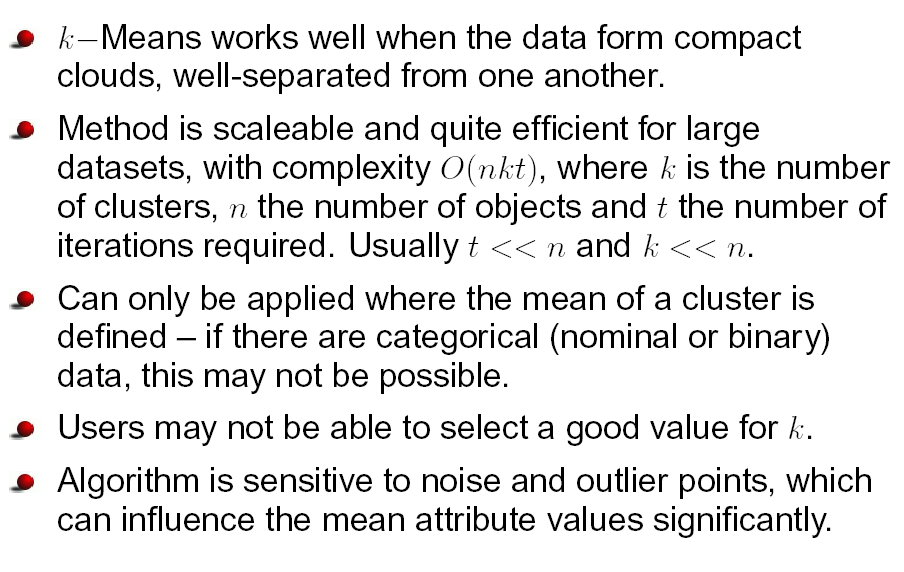 k−Means works well when the data form compact
clouds, well-separated from one another.
Method is scaleable and quite efficient for large
datasets, with complexity O(nkt), where k is the number
of clusters, n the number of objects and t the number of
iterations required. Usually t << n and k << n.
Can only be applied where the mean of a cluster is
defined – if there are categorical (nominal or binary)
data, this may not be possible.
Users may not be able to select a good value for k.
Algorithm is sensitive to noise and outlier points, which
can influence the mean attribute values significantly.